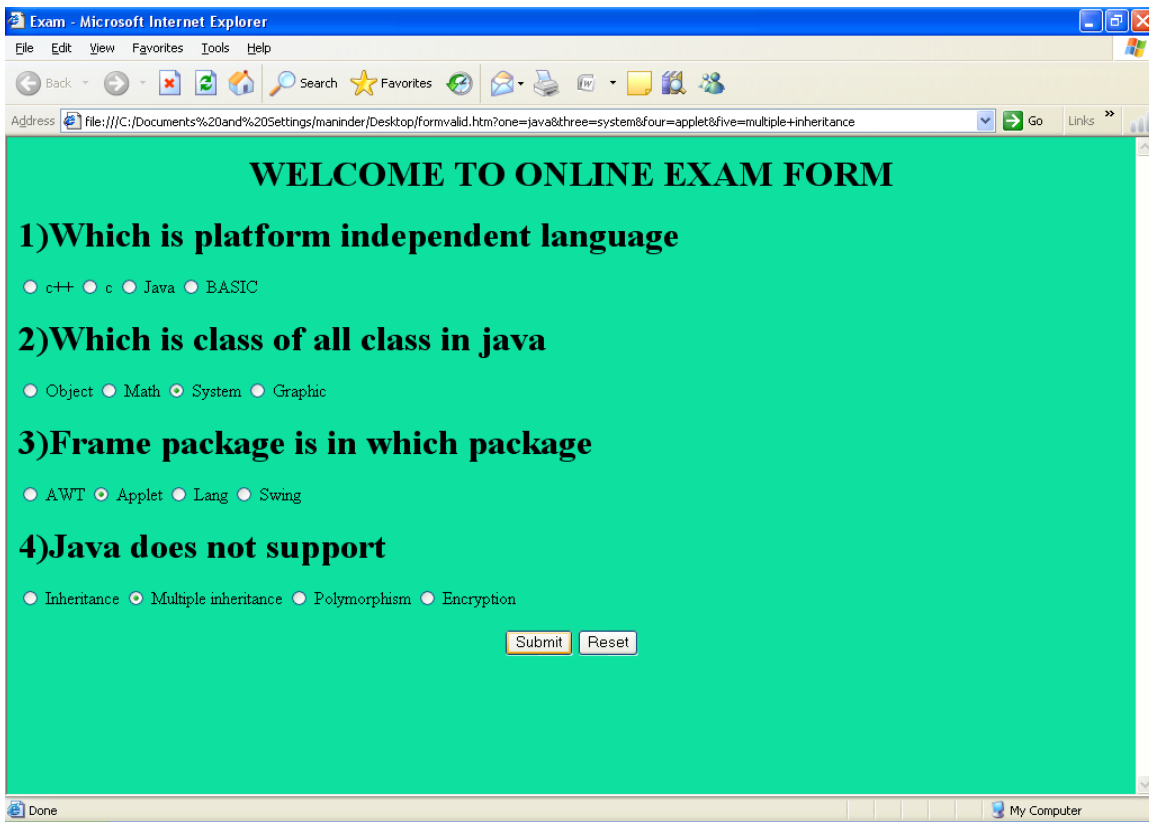 Exam - Microsoft Internet Explorer
File Edit View Favorites Tools Help
Back Search Favorites
Address file:///C:/Documents%20and%20Settings/maninder/Desktop/formvalid.htm?one=java&three=system&four=applet&five=multiple+inheritance Go Links »
WELCOME TO ONLINE EXAM FORM
1)Which is platform independent language
c++ c Java BASIC
2)Which is class of all class in java
Object Math System Graphic
3)Frame package is in which package
AWT Applet Lang Swing
4)Java does not support
Inheritance Multiple inheritance Polymorphism Encryption
Submit Reset
Done My Computer